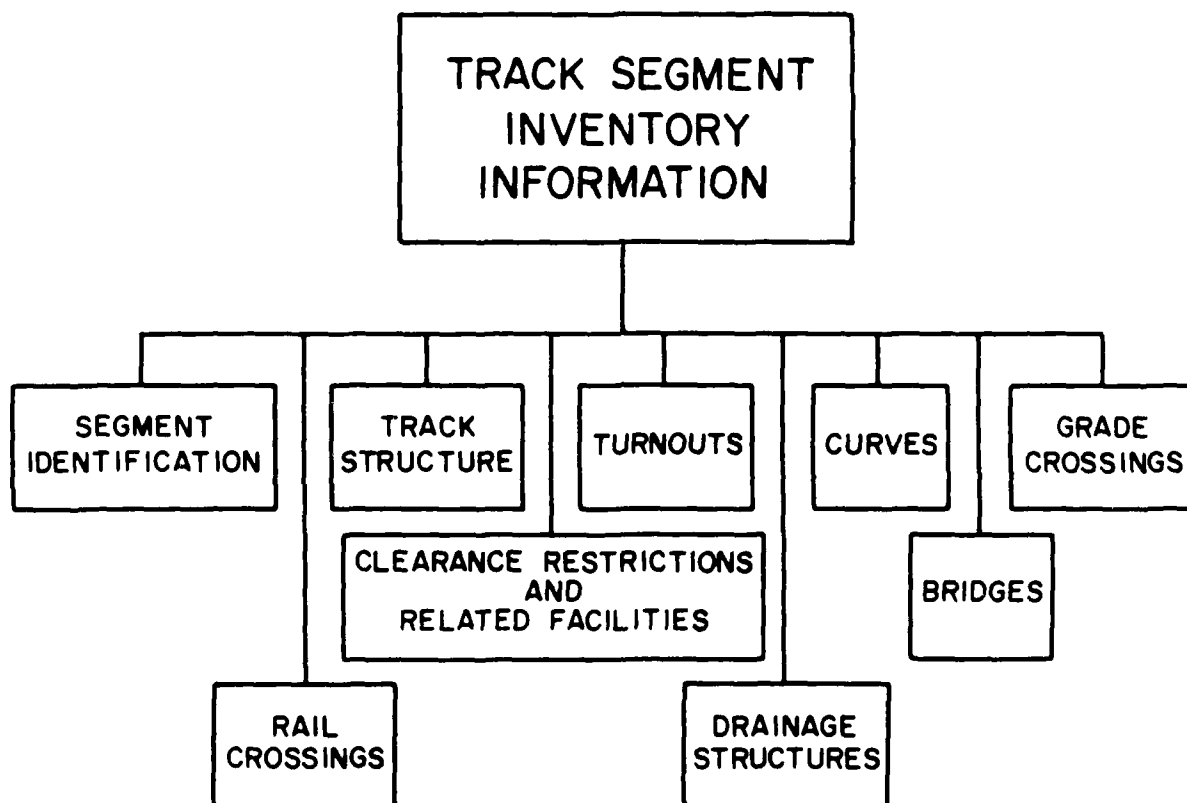 TRACK SEGMENT
INVENTORY
INFORMATION
SEGMENT
IDENTIFICATION
TRACK
STRUCTURE
TURNOUTS
CURVES
GRADE
CROSSINGS
CLEARANCE RESTRICTIONS
AND
RELATED FACILITIES
BRIDGES
RAIL
CROSSINGS
DRAINAGE
STRUCTURES